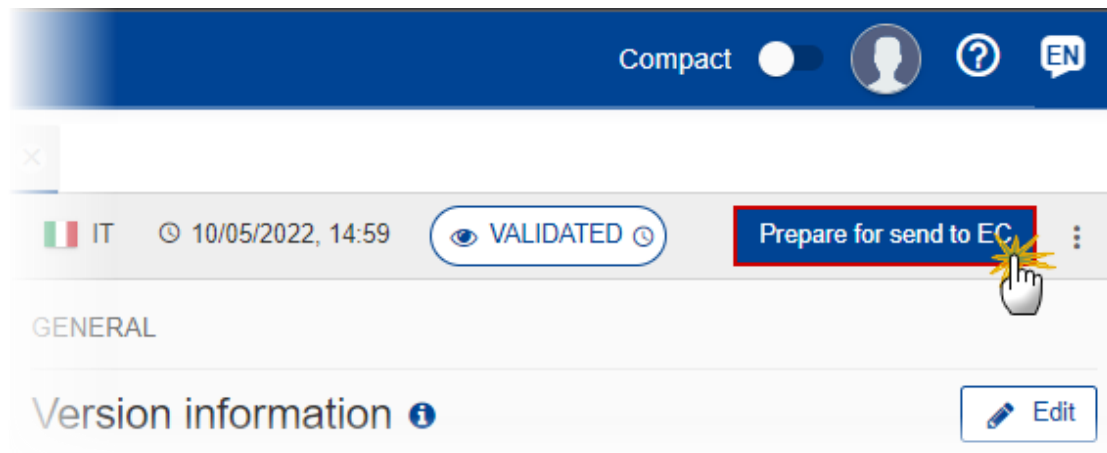 Compact EN
IT 10/05/2022, 14:59 VALIDATED Prepare for send to EC
GENERAL
Version information
Edit